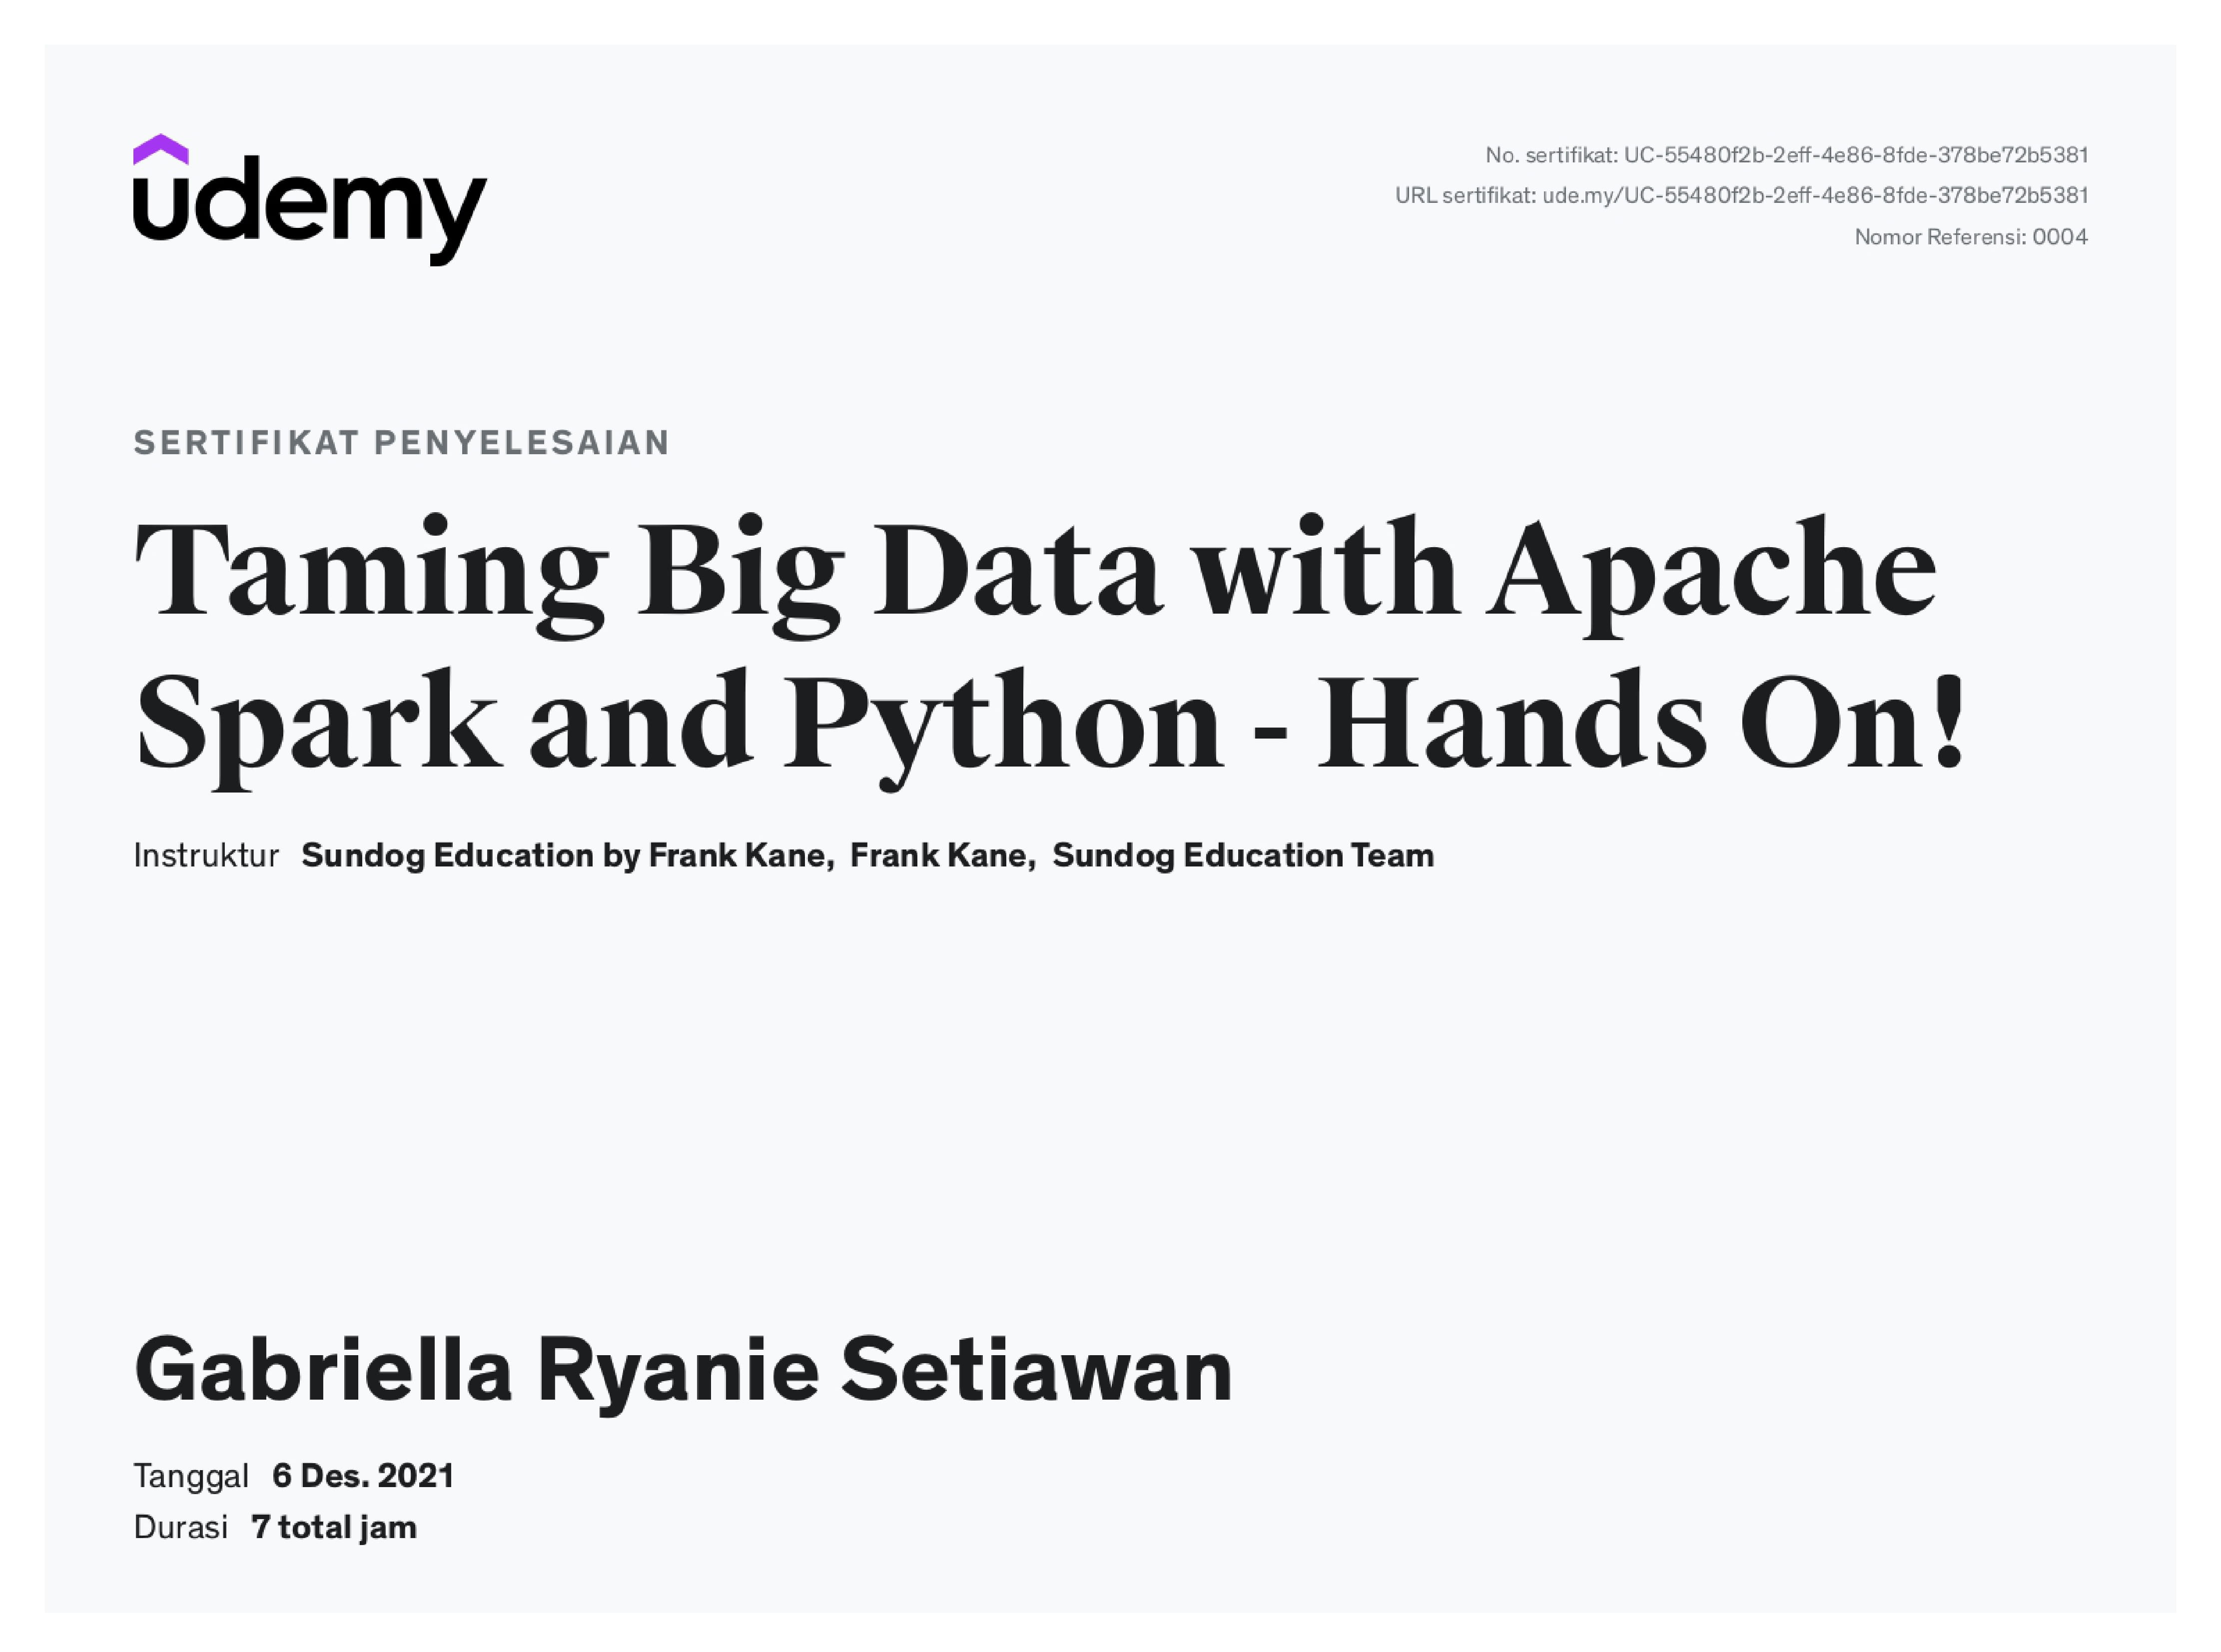 udemy
No. sertifikat: UC-55480f2b-2eff-4e86-8fde-378be72b5381
URL sertifikat: ude.my/UC-55480f2b-2eff-4e86-8fde-378be72b5381
Nomor Referensi: 0004
SERTIFIKAT PENYELESAIAN
Taming Big Data with Apache
Spark and Python - Hands On!
Instruktur Sundog Education by Frank Kane, Frank Kane, Sundog Education Team
Gabriella Ryanie Setiawan
Tanggal 6 Des. 2021
Durasi 7 total jam